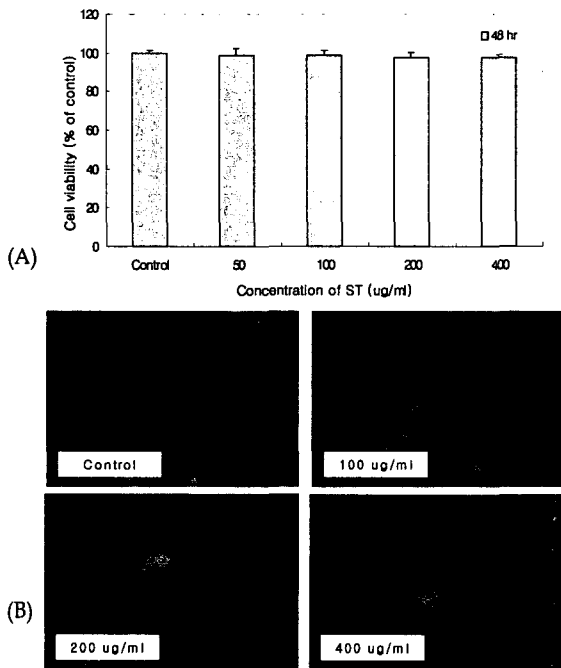 120
100
80
60
40
20
0
Cell viability (% of control)
48 hr
Control 50 100 200 400
Concentration of ST (ug/ml)
(A)
Control
100 ug/ml
200 ug/ml
400 ug/ml
(B)